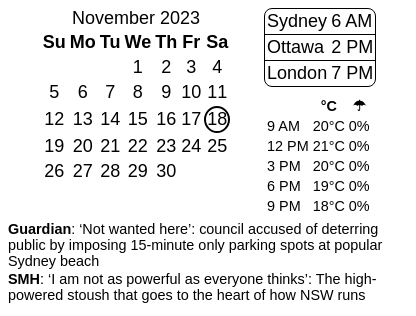 November 2023
Su Mo Tu We Th Fr Sa
1 2 3 4
5 6 7 8 9 10 11
12 13 14 15 16 17 18
19 20 21 22 23 24 25
26 27 28 29 30
Sydney 6 AM
Ottawa 2 PM
London 7 PM
°C ☂
9 AM 20°C 0%
12 PM 21°C 0%
3 PM 20°C 0%
6 PM 19°C 0%
9 PM 18°C 0%
Guardian: ‘Not wanted here’: council accused of deterring
public by imposing 15-minute only parking spots at popular
Sydney beach
SMH: ‘I am not as powerful as everyone thinks’: The high-
powered stoush that goes to the heart of how NSW runs